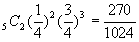 ₅C₂(1/4)²(3/4)³ = 270/1024